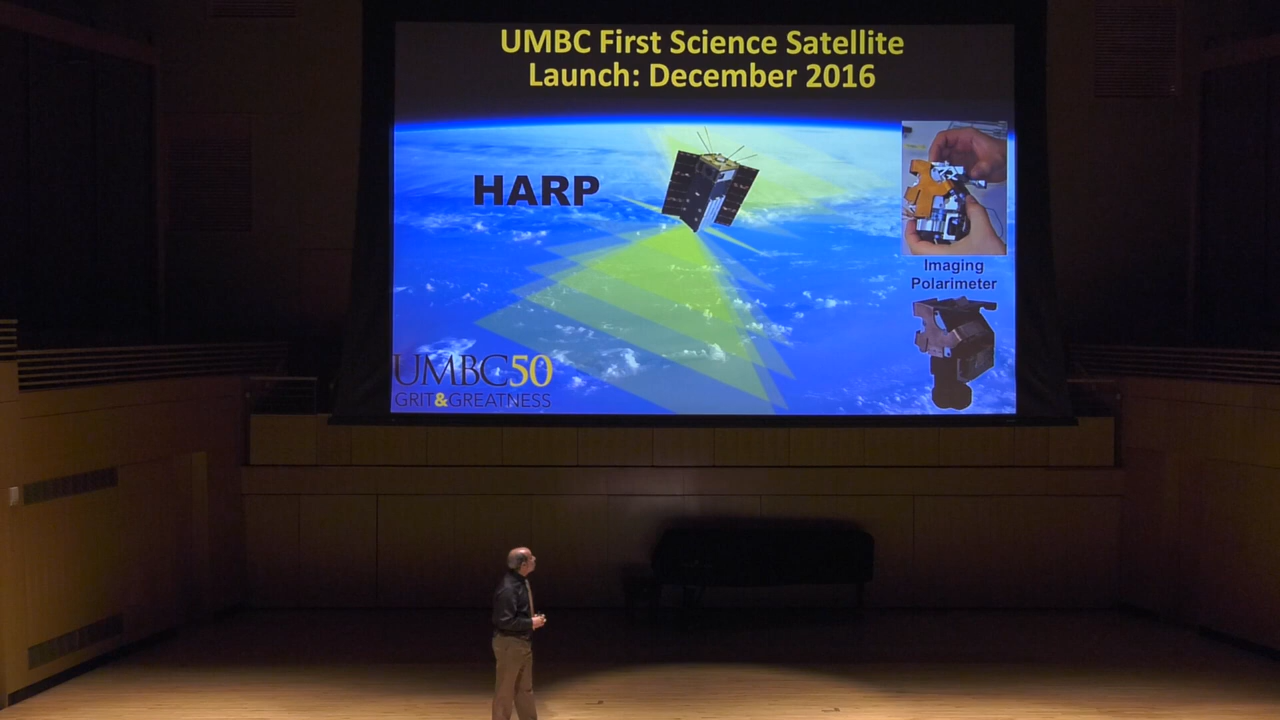 UMBC First Science Satellite
Launch: December 2016
HARP
Imaging
Polarimeter
UMBC50
GRIT&GREATNESS